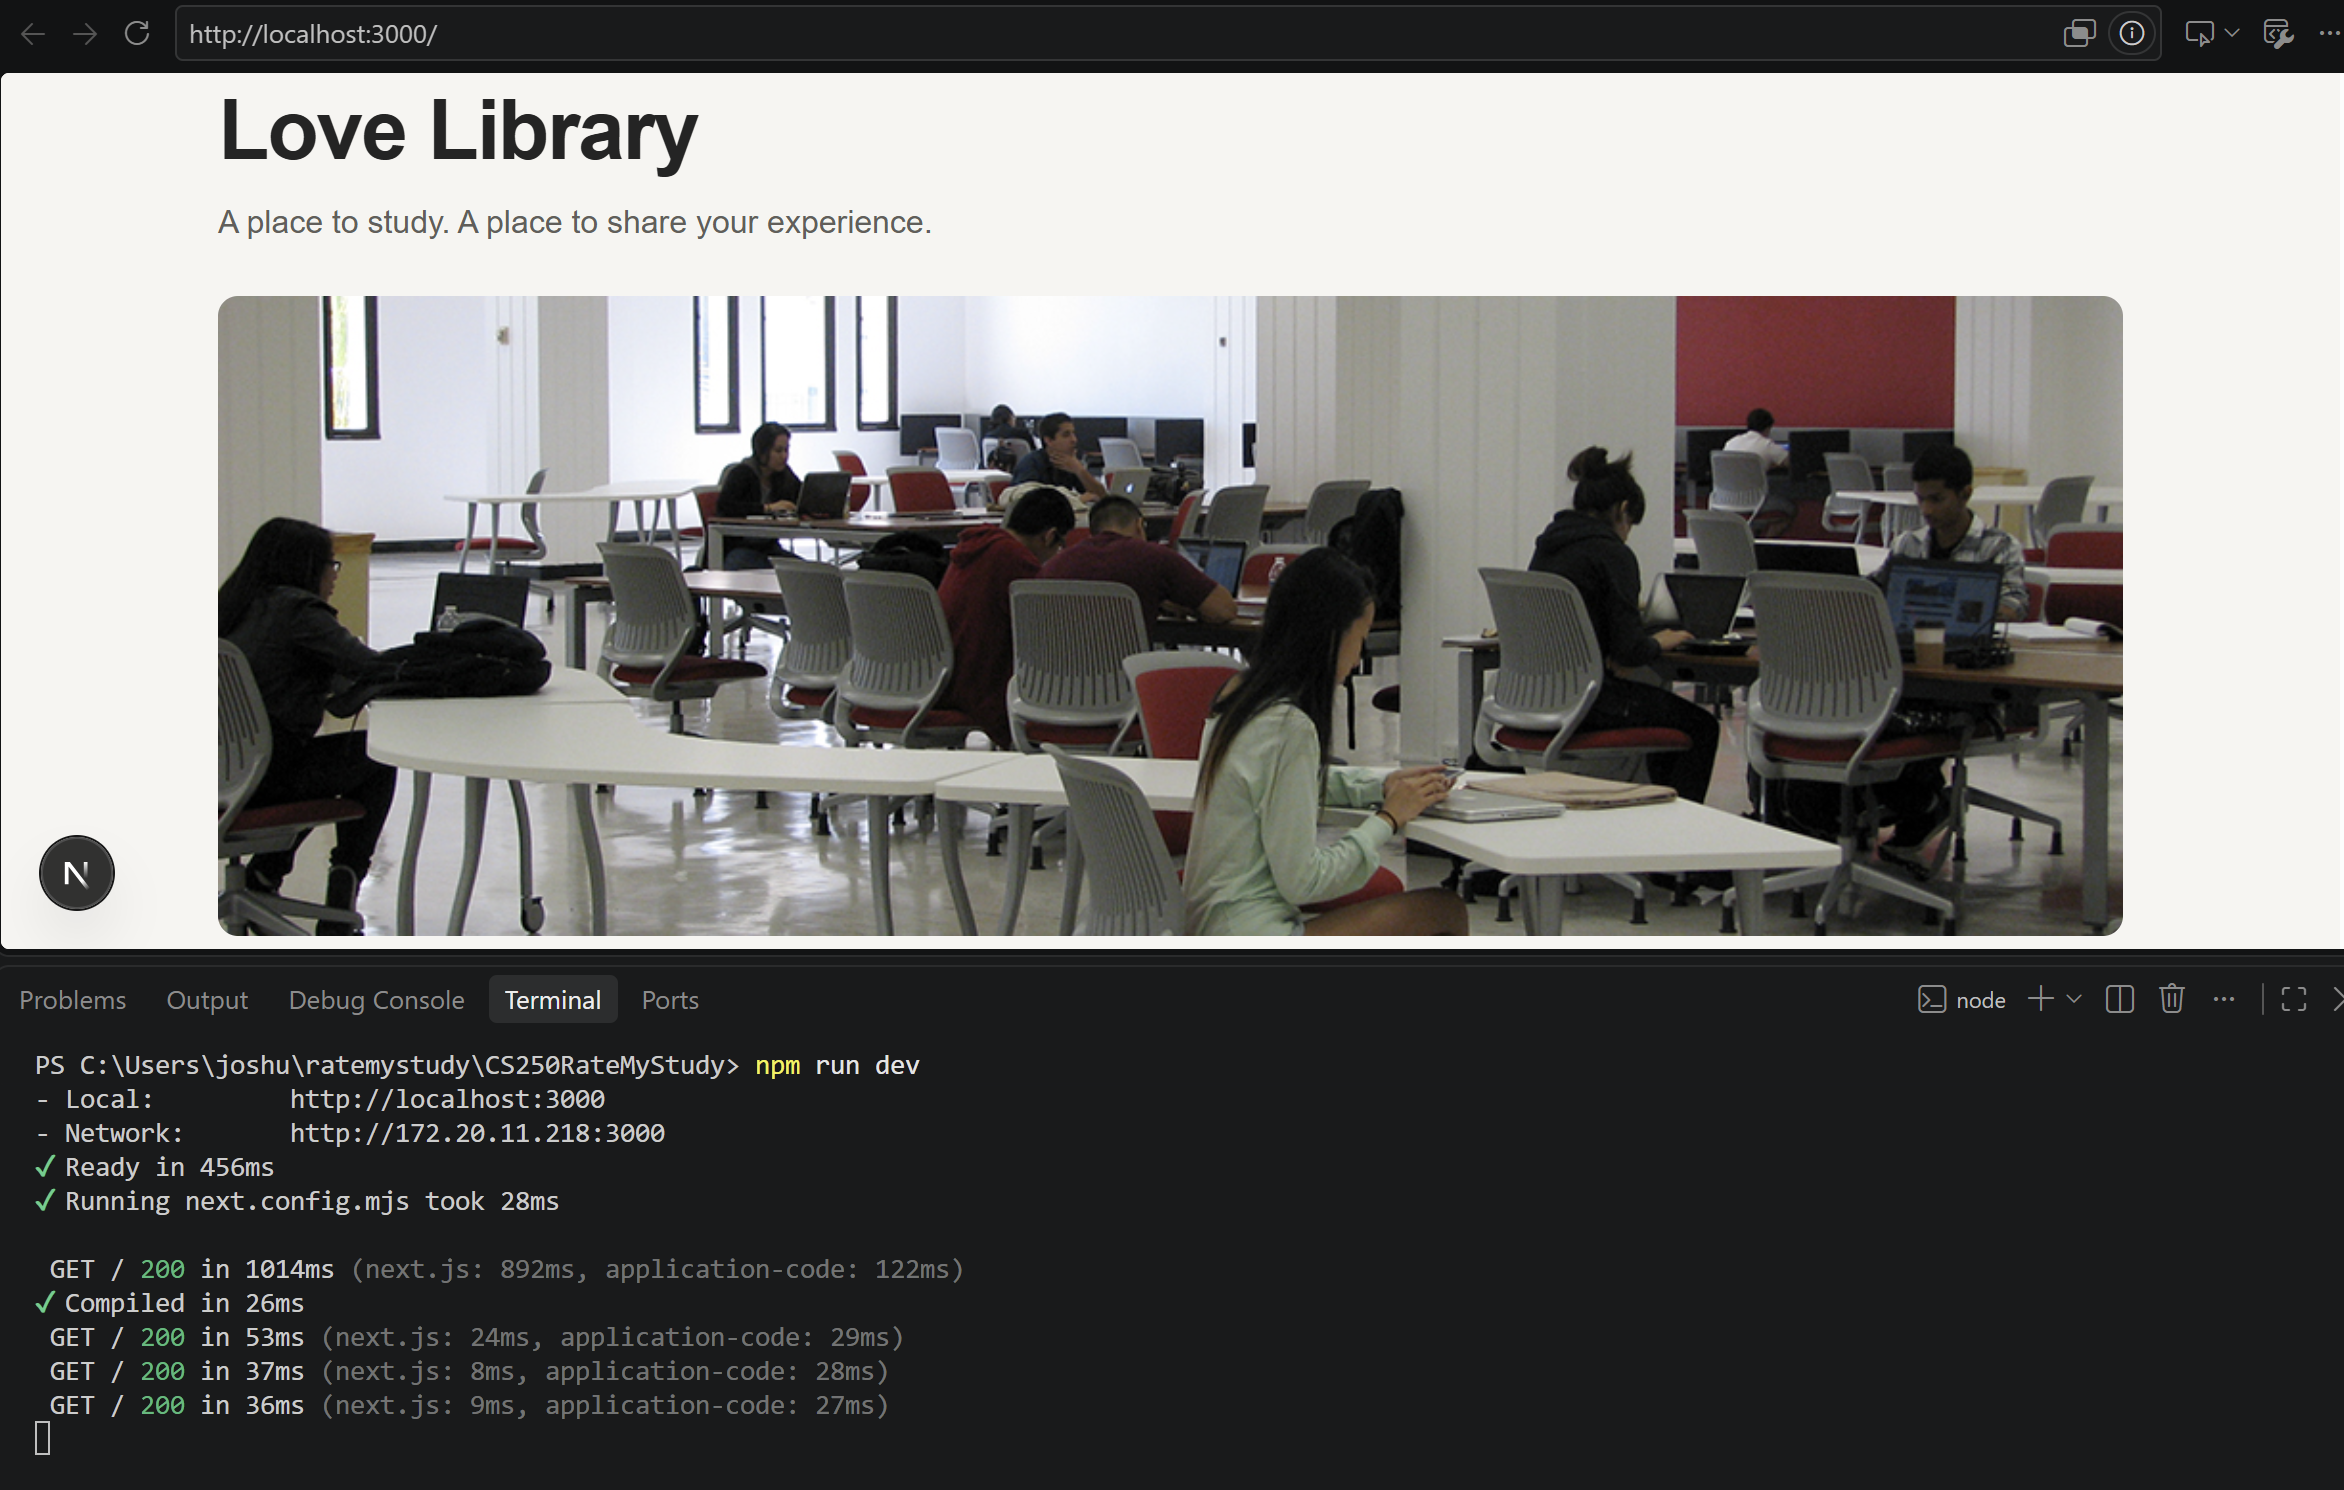 http://localhost:3000/
Love Library
A place to study. A place to share your experience.
N
Problems Output Debug Console Terminal Ports node
PS C:\Users\joshu\ratemystudy\CS250RateMyStudy> npm run dev
- Local: http://localhost:3000
- Network: http://172.20.11.218:3000
✓ Ready in 456ms
✓ Running next.config.mjs took 28ms
GET / 200 in 1014ms (next.js: 892ms, application-code: 122ms)
✓ Compiled in 26ms
GET / 200 in 53ms (next.js: 24ms, application-code: 29ms)
GET / 200 in 37ms (next.js: 8ms, application-code: 28ms)
GET / 200 in 36ms (next.js: 9ms, application-code: 27ms)